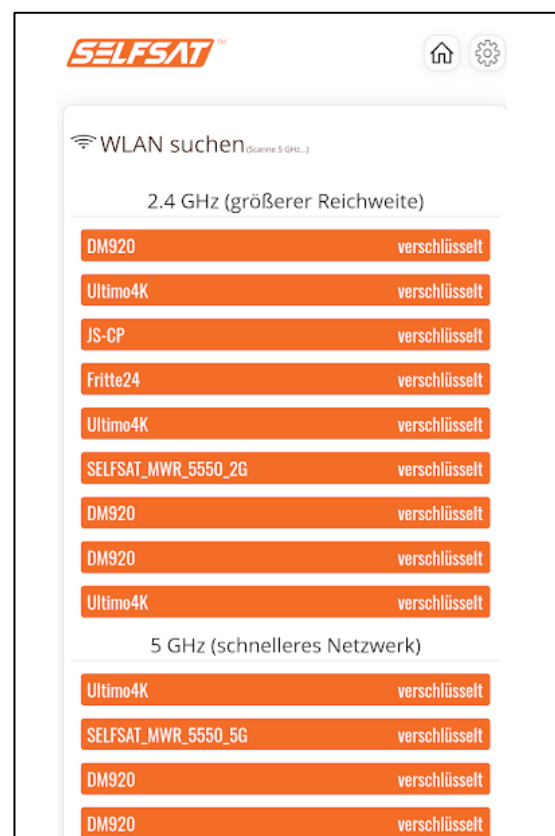 SELFSAT™
WLAN suchen(Scanne 5 GHz...)
2.4 GHz (größerer Reichweite)
DM920 verschlüsselt
Ultimo4K verschlüsselt
JS-CP verschlüsselt
Fritte24 verschlüsselt
Ultimo4K verschlüsselt
SELFSAT_MWR_5550_2G verschlüsselt
DM920 verschlüsselt
DM920 verschlüsselt
Ultimo4K verschlüsselt
5 GHz (schnelleres Netzwerk)
Ultimo4K verschlüsselt
SELFSAT_MWR_5550_5G verschlüsselt
DM920 verschlüsselt
DM920 verschlüsselt